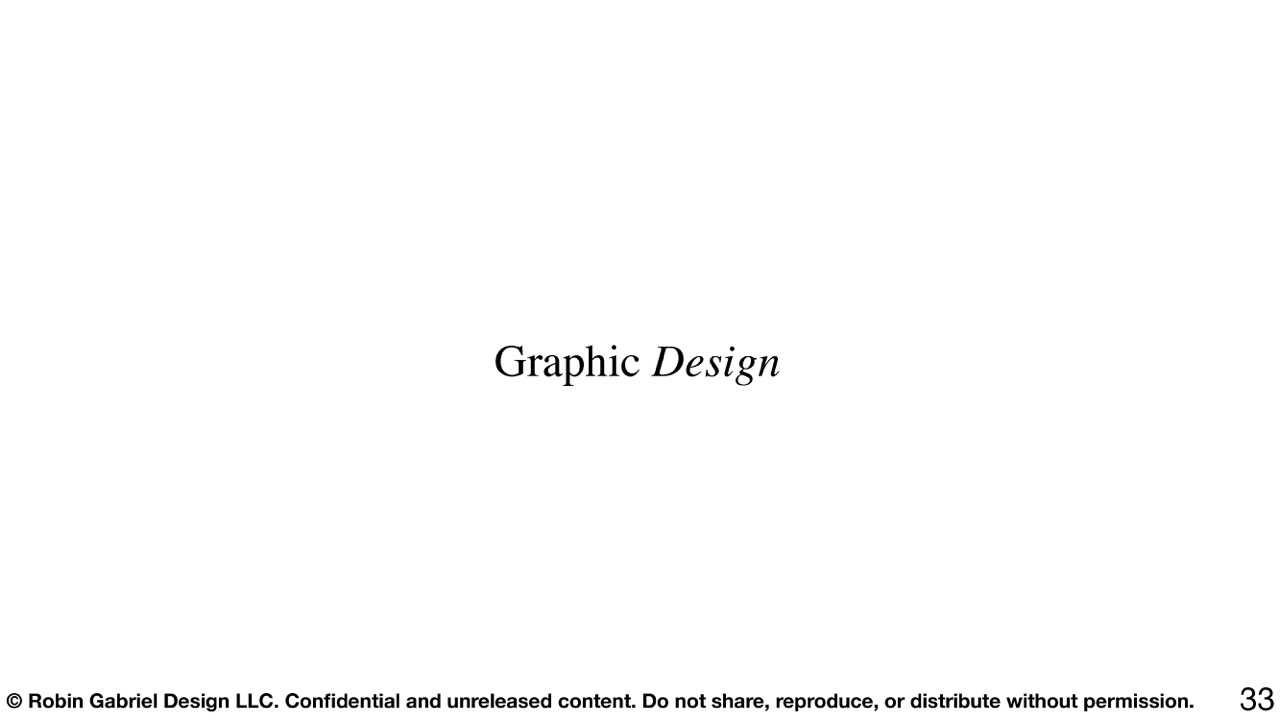 Graphic Design
© Robin Gabriel Design LLC. Confidential and unreleased content. Do not share, reproduce, or distribute without permission. 33